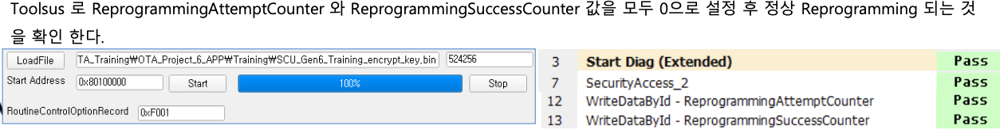 Toolsus 로 ReprogrammingAttemptCounter 와 ReprogrammingSuccessCounter 값을 모두 0으로 설정 후 정상 Reprogramming 되는 것
을 확인 한다.
LoadFile TA_Training₩OTA_Project_6_APP₩Training₩SCU_Gen6_Training_encrypt_key,bin 524256
Start Address 0x80100000 Start 100% Stop
RoutineControlOptionRecord 0xF001
3 Start Diag (Extended) Pass
7 SecurityAccess_2 Pass
12 WriteDataById - ReprogrammingAttemptCounter Pass
13 WriteDataById - ReprogrammingSuccessCounter Pass